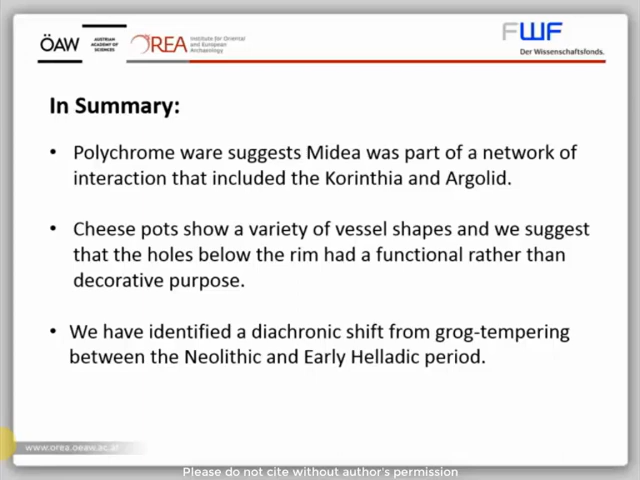 ÖAW
AUSTRIAN
ACADEMY OF
SCIENCES
OREA
Institute for Oriental
and European
Archaeology
FWF
Der Wissenschaftsfonds.
In Summary:
• Polychrome ware suggests Midea was part of a network of
interaction that included the Korinthia and Argolid.
• Cheese pots show a variety of vessel shapes and we suggest
that the holes below the rim had a functional rather than
decorative purpose.
• We have identified a diachronic shift from grog-tempering
between the Neolithic and Early Helladic period.
www.orea.oeaw.ac.at
Please do not cite without author's permission